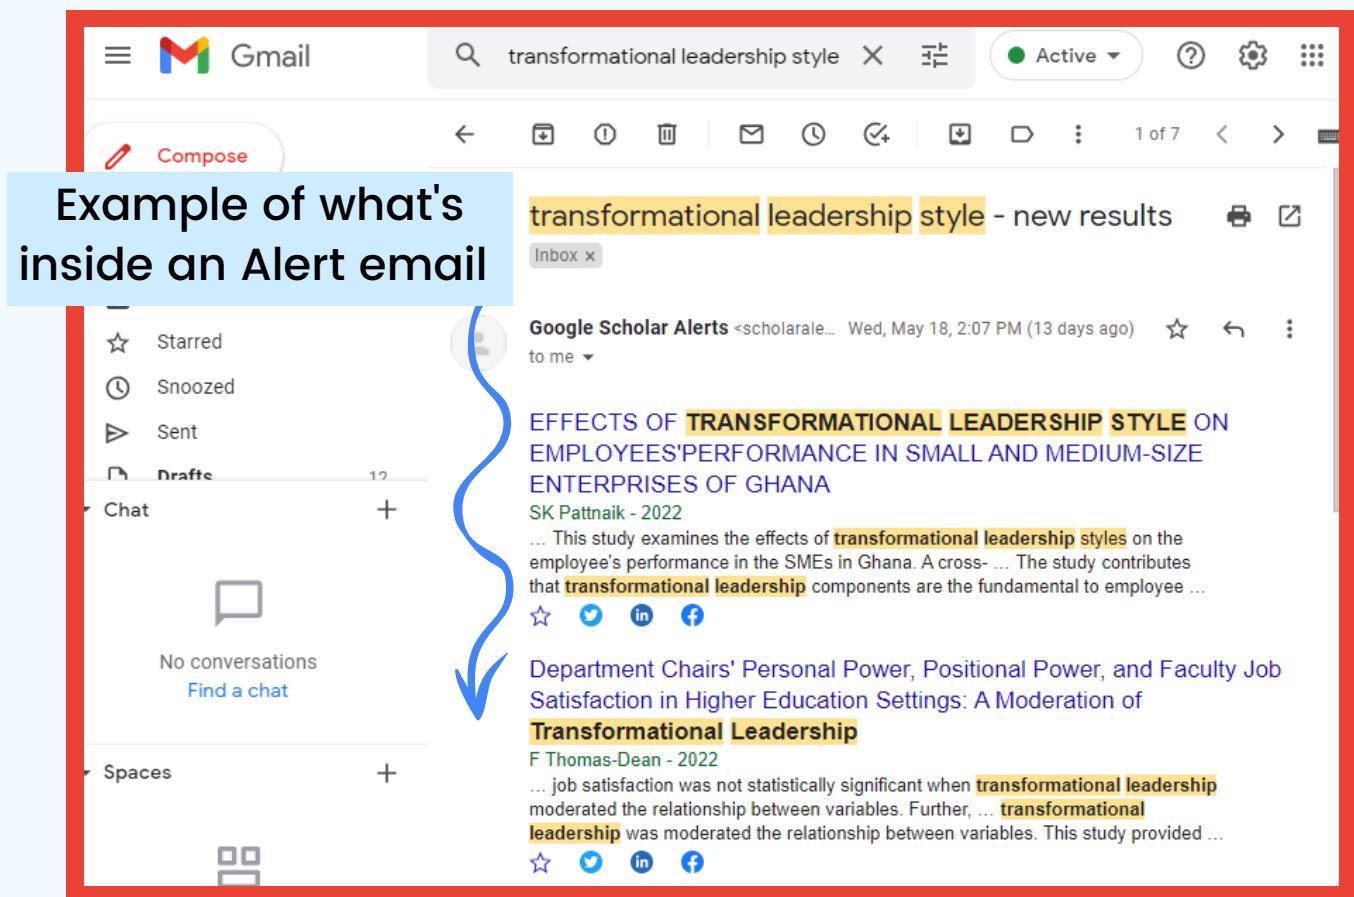 Gmail
transformational leadership style
Active
Compose
1 of 7
Example of what's
inside an Alert email
transformational leadership style - new results
Inbox ×
Starred
Snoozed
Sent
Drafts 12
Google Scholar Alerts <scholarale... Wed, May 18, 2:07 PM (13 days ago)
to me
EFFECTS OF TRANSFORMATIONAL LEADERSHIP STYLE ON
EMPLOYEES'PERFORMANCE IN SMALL AND MEDIUM-SIZE
ENTERPRISES OF GHANA
SK Pattnaik - 2022
... This study examines the effects of transformational leadership styles on the
employee's performance in the SMEs in Ghana. A cross- ... The study contributes
that transformational leadership components are the fundamental to employee ...
Chat
No conversations
Find a chat
Department Chairs' Personal Power, Positional Power, and Faculty Job
Satisfaction in Higher Education Settings: A Moderation of
Transformational Leadership
F Thomas-Dean - 2022
... job satisfaction was not statistically significant when transformational leadership
moderated the relationship between variables. Further, ... transformational
leadership was moderated the relationship between variables. This study provided ...
Spaces